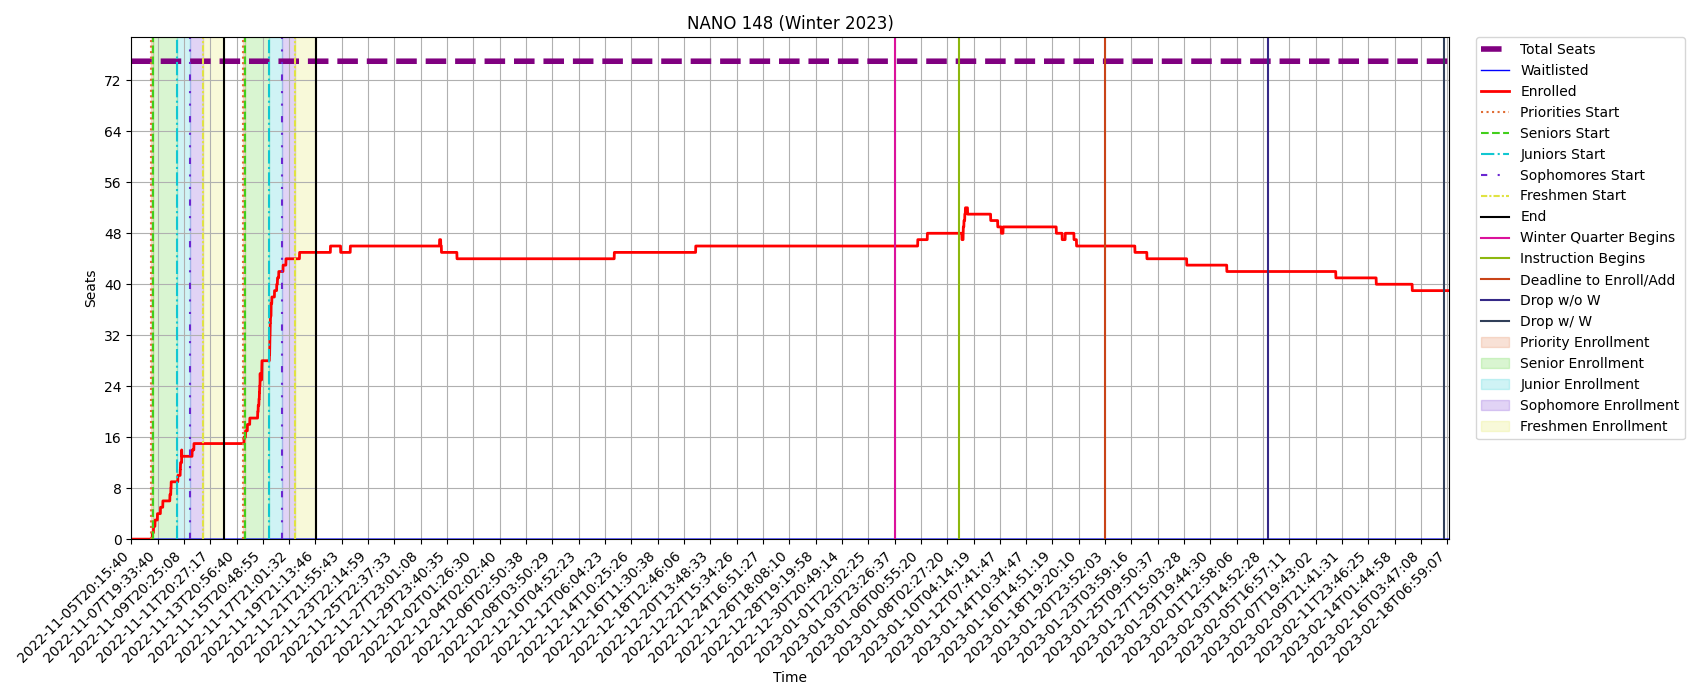 NANO 148 (Winter 2023)
Seats
72
64
56
48
40
32
24
16
8
0
2022-11-05T20:15:40
2022-11-07T19:33:40
2022-11-09T20:25:08
2022-11-11T20:27:17
2022-11-13T20:56:40
2022-11-15T20:48:55
2022-11-17T21:01:32
2022-11-19T21:13:46
2022-11-21T21:55:43
2022-11-23T22:14:59
2022-11-25T22:37:33
2022-11-27T23:01:08
2022-11-29T23:40:35
2022-12-02T01:26:30
2022-12-04T02:02:40
2022-12-06T02:50:38
2022-12-08T03:50:29
2022-12-10T04:52:23
2022-12-12T06:04:23
2022-12-14T10:25:26
2022-12-16T11:30:38
2022-12-18T12:46:06
2022-12-20T13:48:33
2022-12-22T15:34:26
2022-12-24T16:51:27
2022-12-26T18:08:10
2022-12-28T19:19:58
2022-12-30T20:49:14
2023-01-01T22:02:25
2023-01-03T23:26:37
2023-01-06T00:55:20
2023-01-08T02:27:20
2023-01-10T04:14:19
2023-01-12T07:41:47
2023-01-14T10:34:47
2023-01-16T14:51:19
2023-01-18T19:20:10
2023-01-20T23:52:03
2023-01-23T03:59:16
2023-01-25T09:50:37
2023-01-27T15:03:28
2023-01-29T19:44:30
2023-02-01T12:58:06
2023-02-03T14:52:28
2023-02-05T16:57:11
2023-02-07T19:43:02
2023-02-09T21:41:31
2023-02-11T23:46:25
2023-02-14T01:44:58
2023-02-16T03:47:08
2023-02-18T06:59:07
Time
Total Seats
Waitlisted
Enrolled
Priorities Start
Seniors Start
Juniors Start
Sophomores Start
Freshmen Start
End
Winter Quarter Begins
Instruction Begins
Deadline to Enroll/Add
Drop w/o W
Drop w/ W
Priority Enrollment
Senior Enrollment
Junior Enrollment
Sophomore Enrollment
Freshmen Enrollment